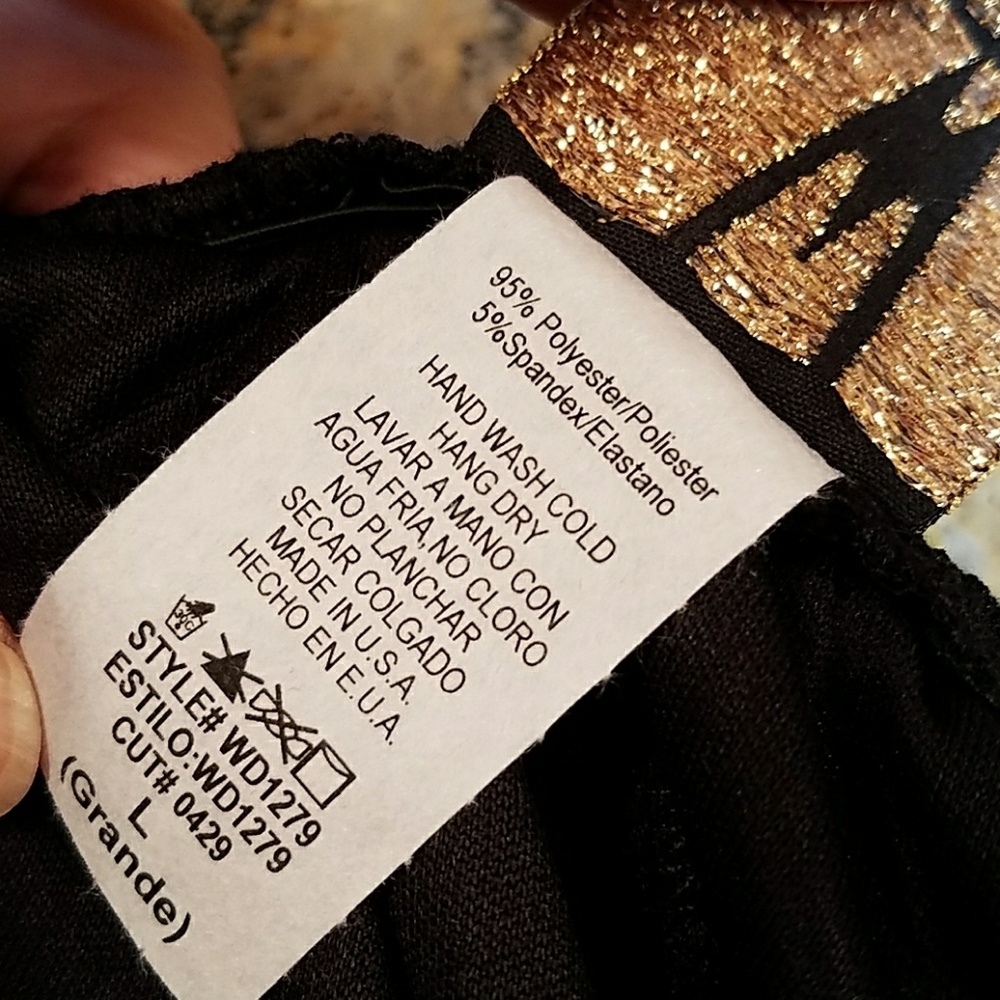 95% Polyester/Poliester
5%Spandex/Elastano
HAND WASH COLD
HANG DRY
LAVAR A MANO CON
AGUA FRIA,NO CLORO
NO PLANCHAR
SECAR COLGADO
MADE IN U.S.A.
HECHO EN E.U.A.
30C
STYLE# WD1279
ESTILO:WD1279
CUT# 0429
L
(Grande)